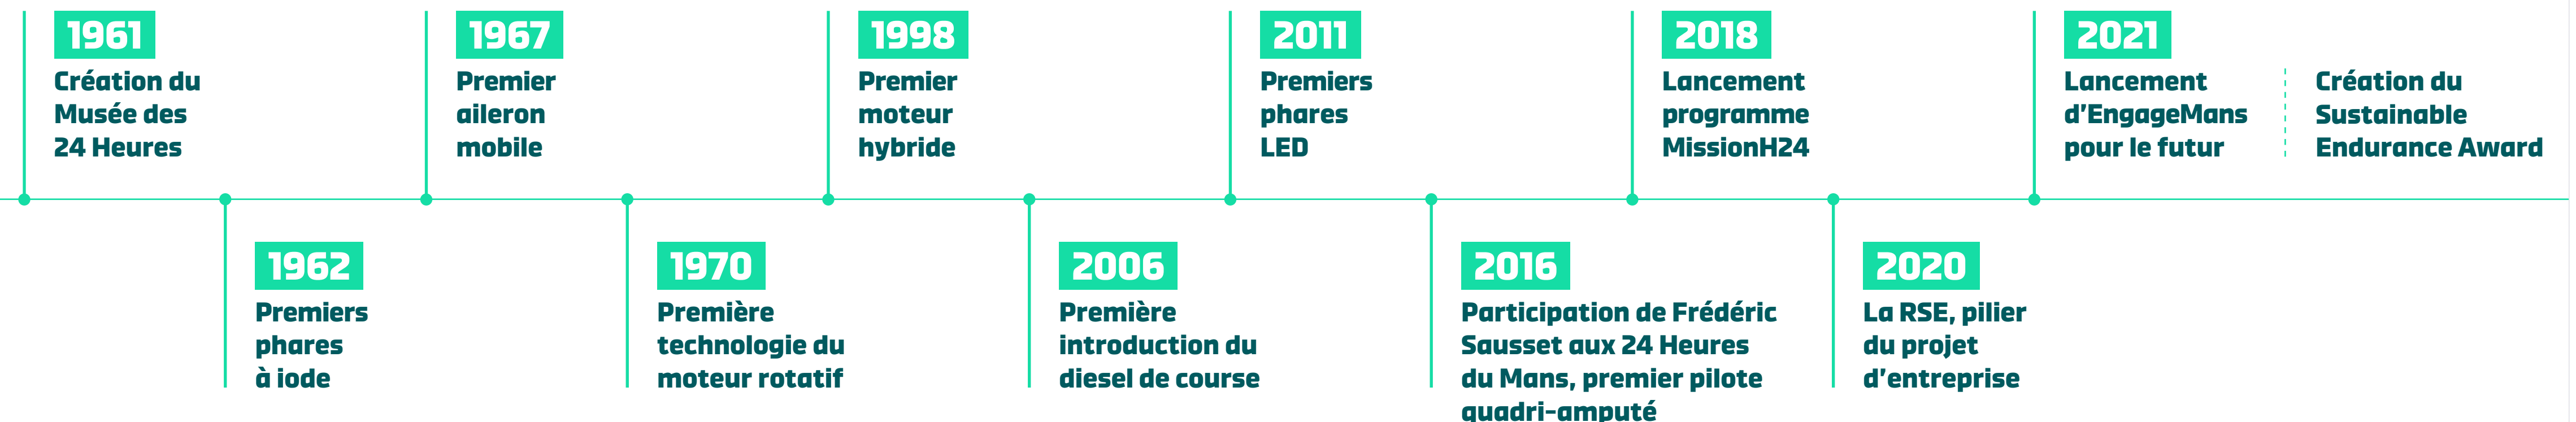 1961
Création du
Musée des
24 Heures
1962
Premiers
phares
à iode
1967
Premier
aileron
mobile
1970
Première
technologie du
moteur rotatif
1998
Premier
moteur
hybride
2006
Première
introduction du
diesel de course
2011
Premiers
phares
LED
2016
Participation de Frédéric
Sausset aux 24 Heures
du Mans, premier pilote
quadri-amputé
2018
Lancement
programme
MissionH24
2020
La RSE, pilier
du projet
d’entreprise
2021
Lancement
d’EngageMans
pour le futur
Création du
Sustainable
Endurance Award